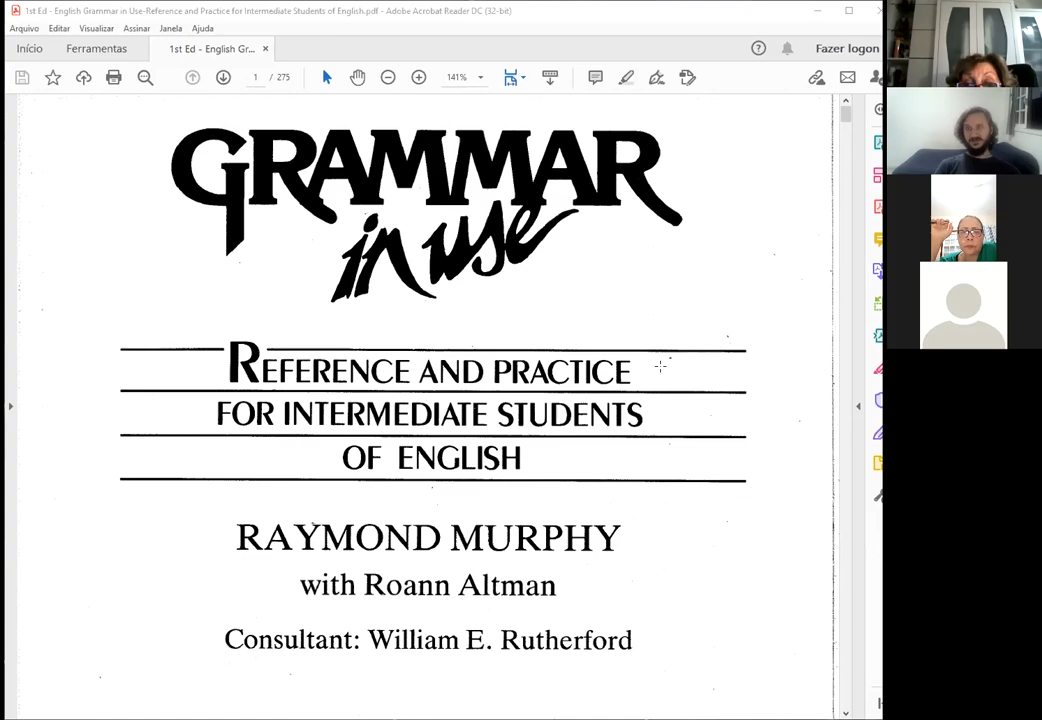 1st Ed - English Grammar in Use-Reference and Practice for Intermediate Students of English.pdf - Adobe Acrobat Reader DC (32-bit)
Arquivo Editar Visualizar Assinar Janela Ajuda
Início Ferramentas 1st Ed - English Gr... × Fazer logon
1 / 275 141%
GRAMMAR
in use
REFERENCE AND PRACTICE
FOR INTERMEDIATE STUDENTS
OF ENGLISH
RAYMOND MURPHY
with Roann Altman
Consultant: William E. Rutherford